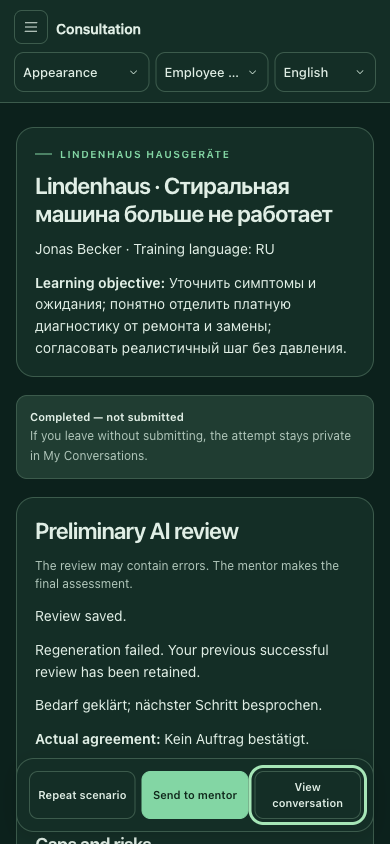 Consultation
Appearance
Employee ...
English
LINDENHAUS HAUSGERÄTE
Lindenhaus · Стиральная
машина больше не работает
Jonas Becker · Training language: RU
Learning objective: Уточнить симптомы и
ожидания; понятно отделить платную
диагностику от ремонта и замены;
согласовать реалистичный шаг без давления.
Completed — not submitted
If you leave without submitting, the attempt stays private
in My Conversations.
Preliminary AI review
The review may contain errors. The mentor makes the
final assessment.
Review saved.
Regeneration failed. Your previous successful
review has been retained.
Bedarf geklärt; nächster Schritt besprochen.
Actual agreement: Kein Auftrag bestätigt.
Repeat scenario
Send to mentor
View
conversation
Gaps and risks